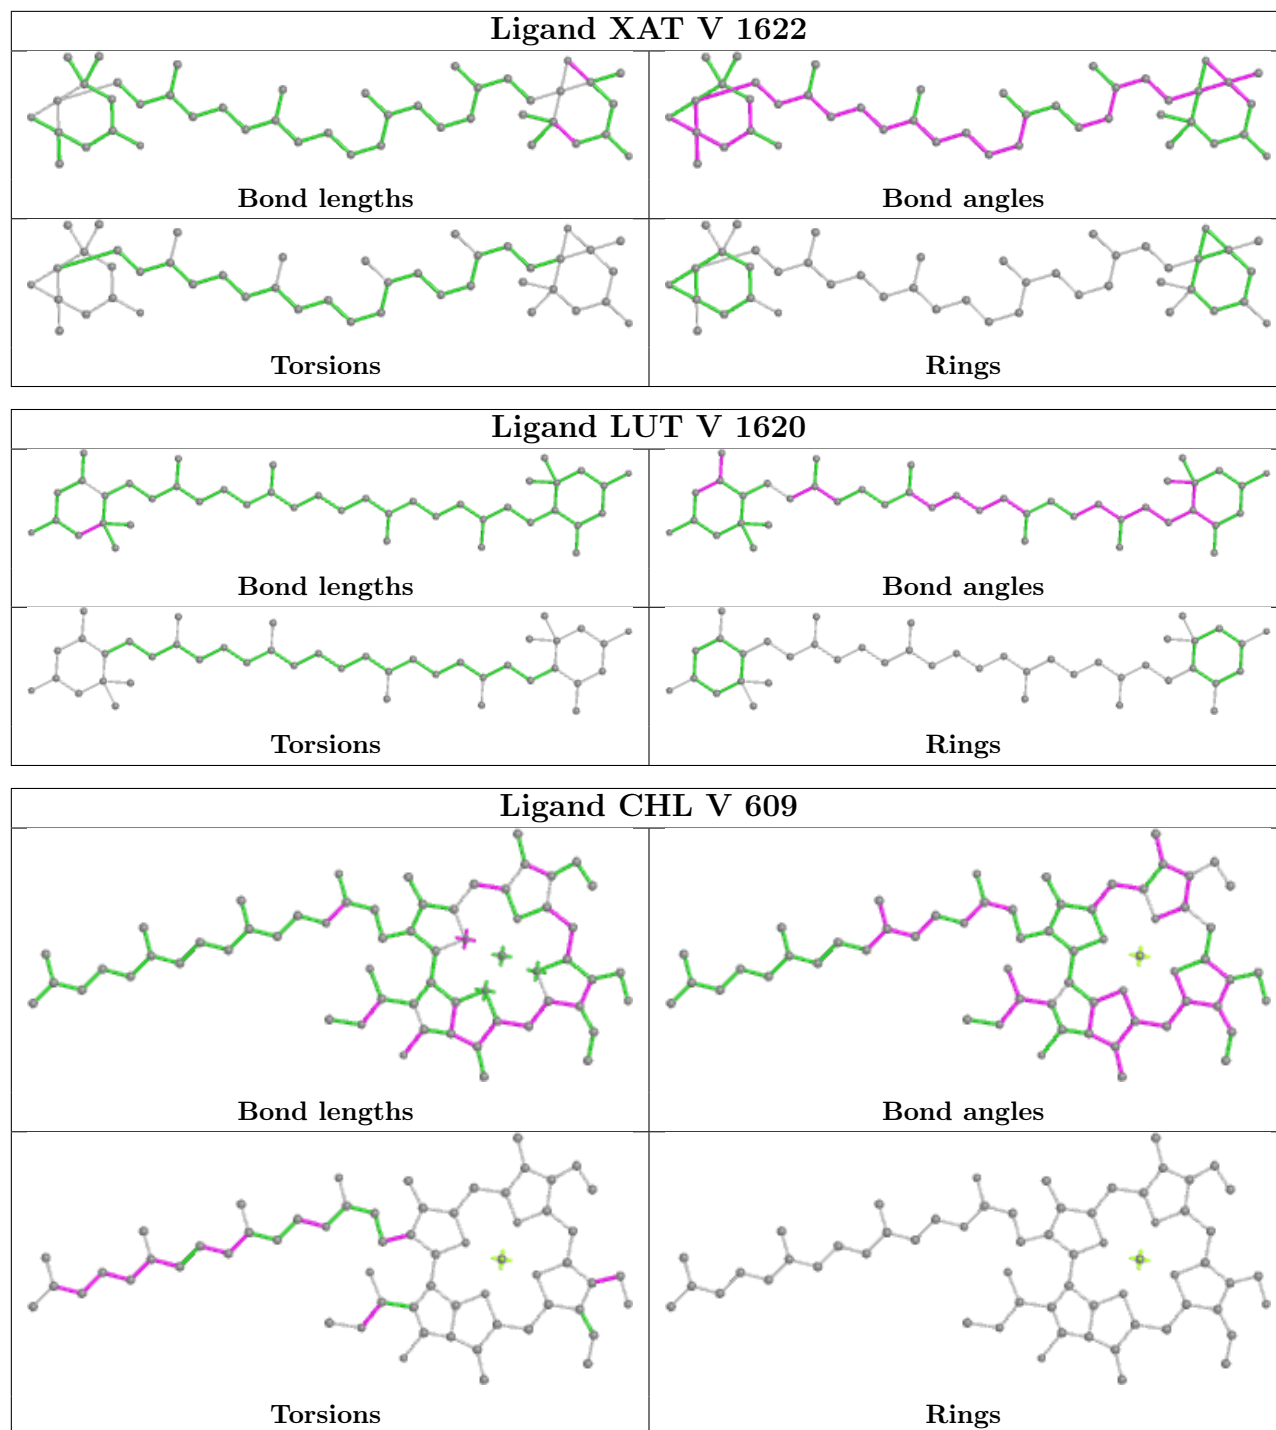 Ligand XAT V 1622
Bond lengths
Bond angles
Torsions
Rings
Ligand LUT V 1620
Bond lengths
Bond angles
Torsions
Rings
Ligand CHL V 609
Bond lengths
Bond angles
Torsions
Rings